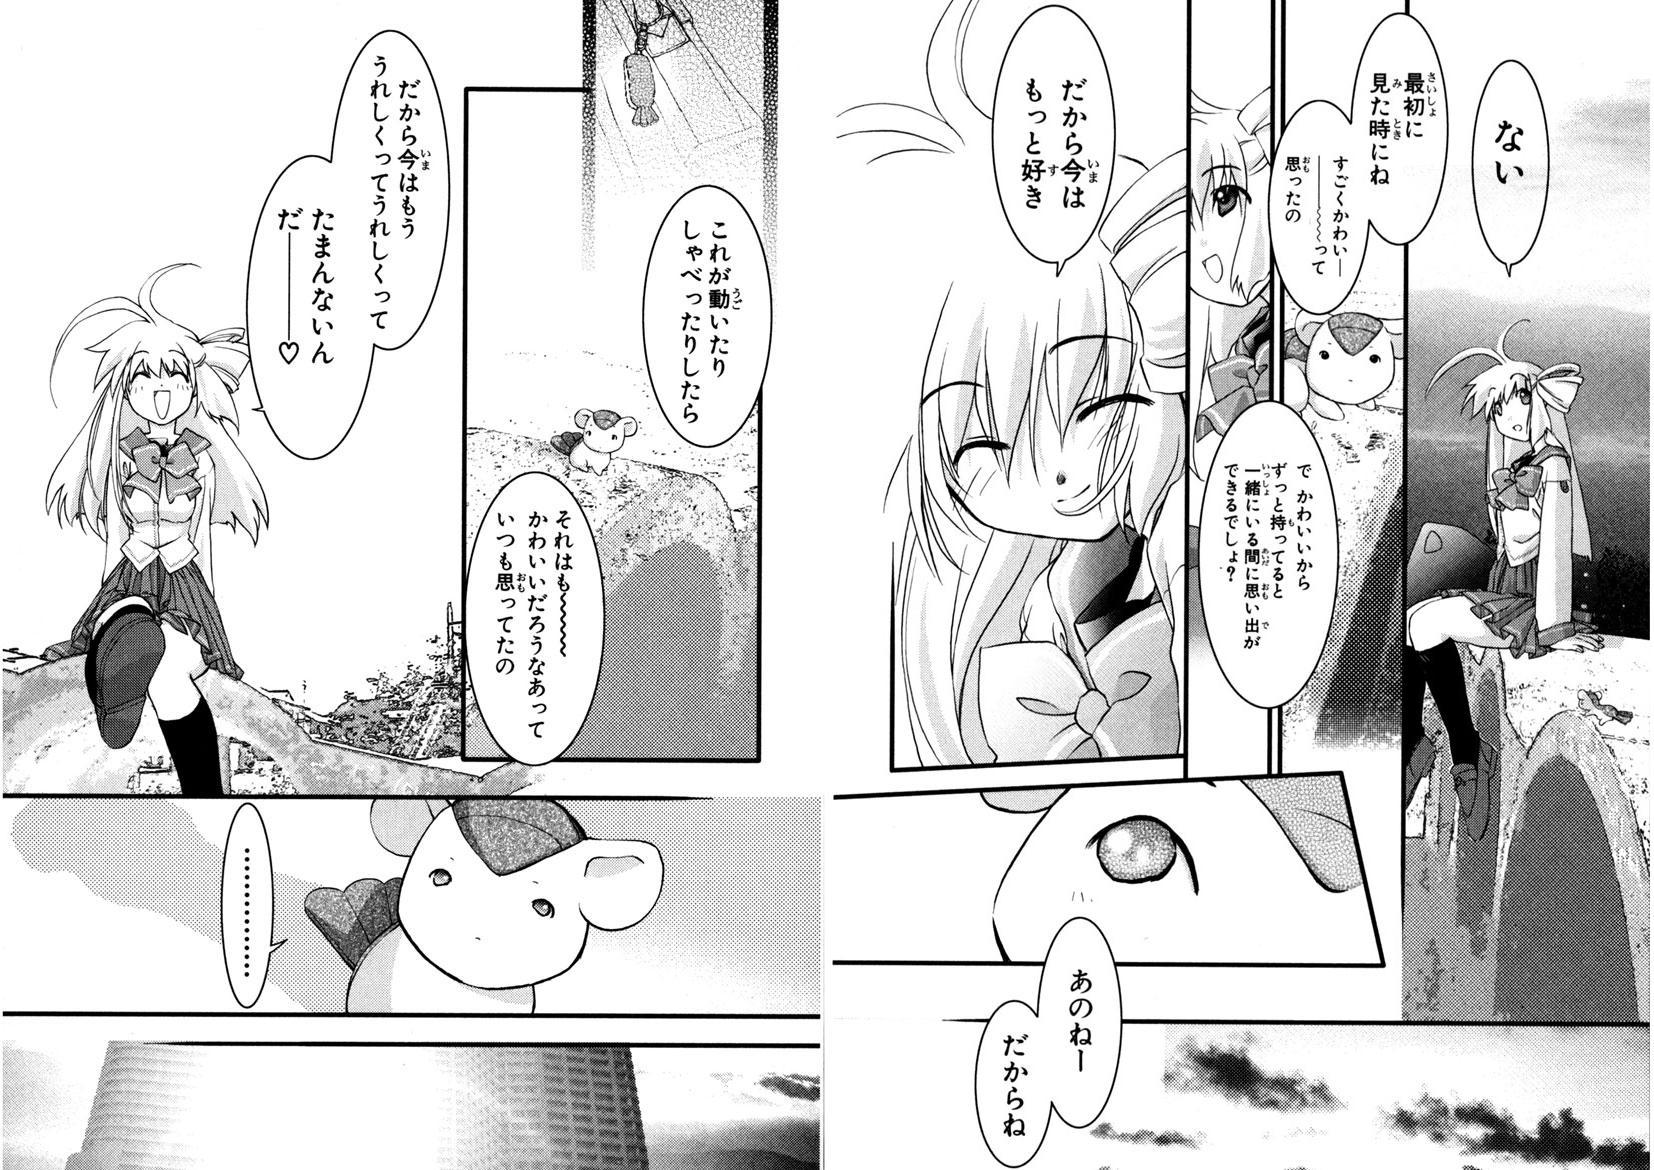 ない
最初に
見た時にね
すごくかわいー
――～～～って
思ったの
で かわいいから
ずっと持ってると
一緒にいる間に思い出が
できるでしょ？
だから今は
もっと好き
あのねー
だからね
これが動いたり
しゃべったりしたら
それはも～～～～
かわいいだろうなあって
いつも思ってたの
だから今はもう
うれしくってうれしくって
たまんないん
だ――♡
…………